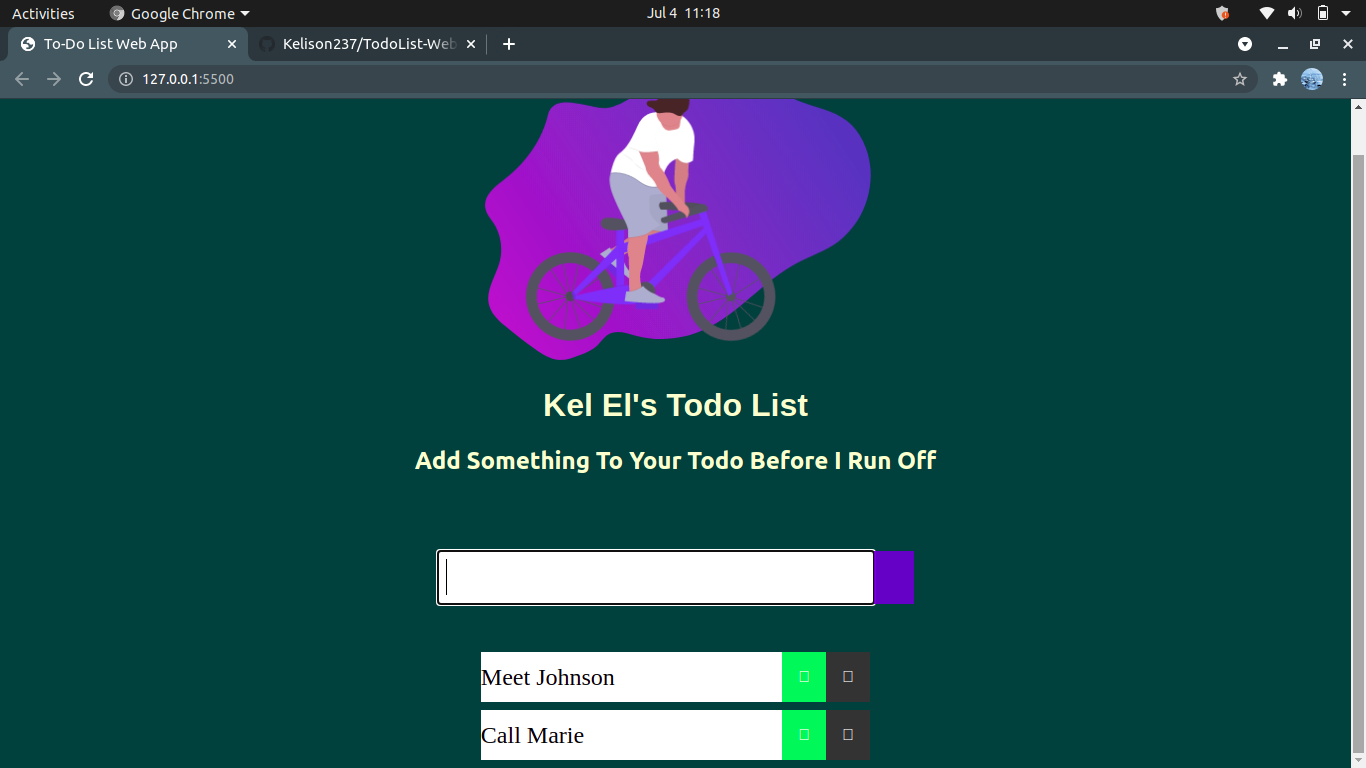 Activities Google Chrome Jul 4 11:18
To-Do List Web App Kelison237/TodoList-Web
127.0.0.1:5500
Kel El's Todo List
Add Something To Your Todo Before I Run Off
Meet Johnson
Call Marie